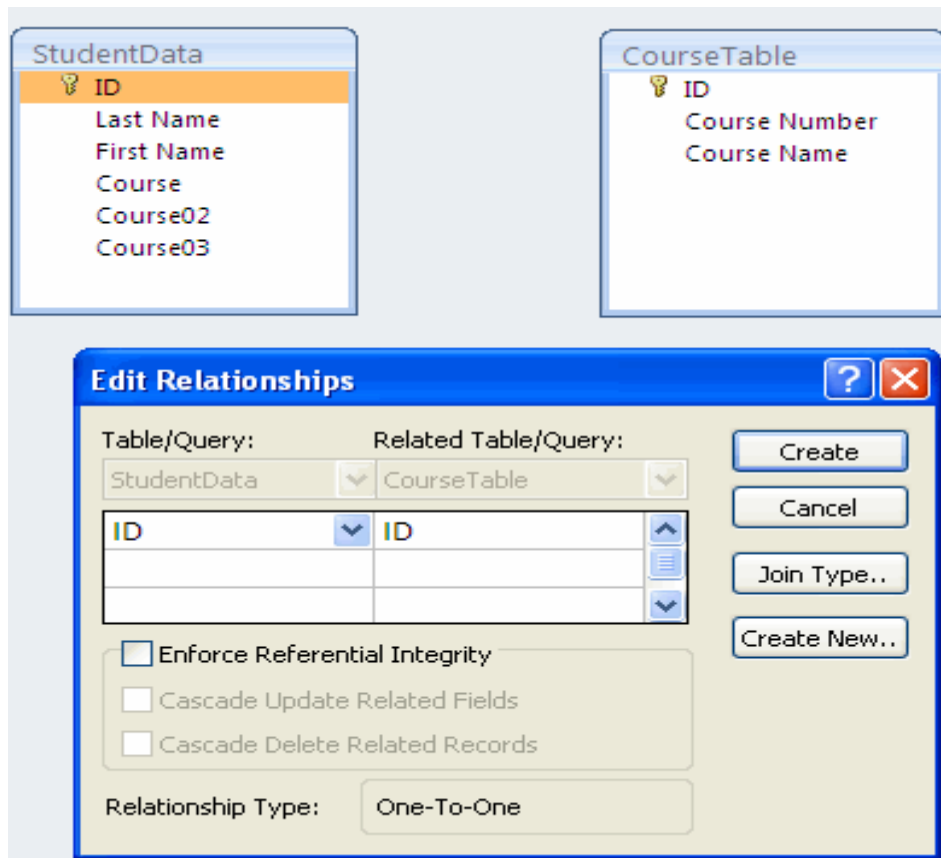 StudentData
ID
Last Name
First Name
Course
Course02
Course03
CourseTable
ID
Course Number
Course Name
Edit Relationships
Table/Query: Related Table/Query:
StudentData CourseTable
ID ID
Enforce Referential Integrity
Cascade Update Related Fields
Cascade Delete Related Records
Relationship Type: One-To-One
?
Create
Cancel
Join Type..
Create New..